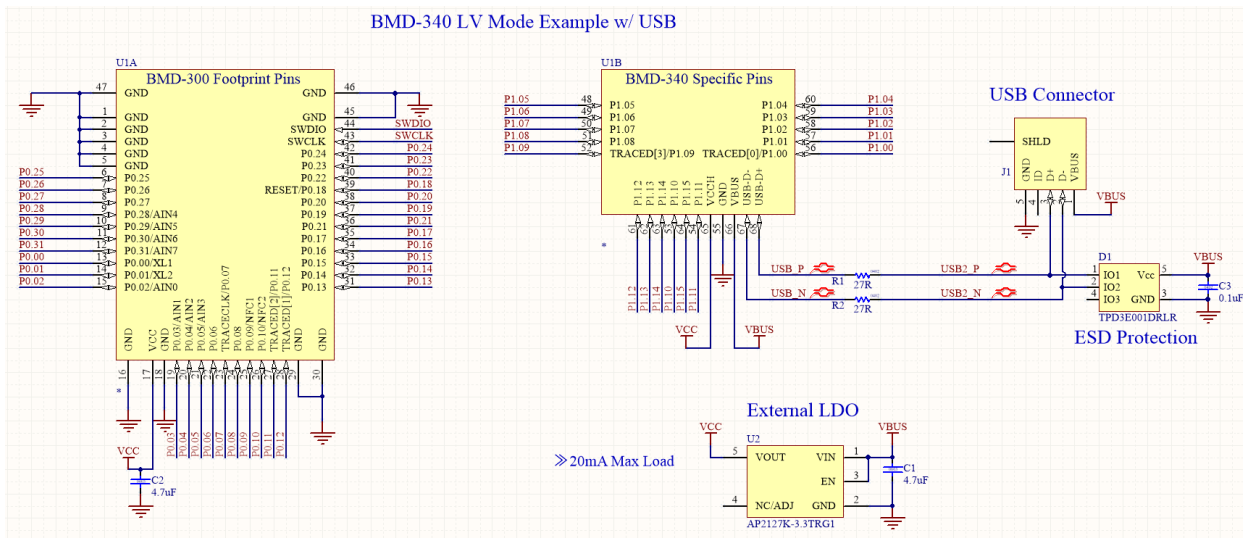 BMD-340 LV Mode Example w/ USB
U1A
BMD-300 Footprint Pins
47 GND GND 46
1 GND GND 45
2 GND SWDIO 44 SWDIO
3 GND SWCLK 43 SWCLK
4 GND P0.24 42 P0.24
5 GND P0.23 41 P0.23
P0.25 6 P0.25 P0.22 40 P0.22
P0.26 7 P0.26 RESET/P0.18 39 P0.18
P0.27 8 P0.27 P0.20 38 P0.20
P0.28 9 P0.28/AIN4 P0.19 37 P0.19
P0.29 10 P0.29/AIN5 P0.21 36 P0.21
P0.30 11 P0.30/AIN6 P0.17 35 P0.17
P0.31 12 P0.31/AIN7 P0.16 34 P0.16
P0.00 13 P0.00/XL1 P0.15 33 P0.15
P0.01 14 P0.01/XL2 P0.14 32 P0.14
P0.02 15 P0.02/AIN0 P0.13 31 P0.13
GND VCC GND P0.03/AIN1 P0.04/AIN2 P0.05/AIN3 P0.06 TRACECLK/P0.07 P0.08 P0.09/NFC1 P0.10/NFC2 TRACED[2]/P0.11 TRACED[1]/P0.12 GND GND
16 17 18 19 20 21 22 23 24 25 26 27 28 29 30
*
P0.03 P0.04 P0.05 P0.06 P0.07 P0.08 P0.09 P0.10 P0.11 P0.12
VCC
C2
4.7uF
U1B
BMD-340 Specific Pins
P1.05 48 P1.05 P1.04 60 P1.04
P1.06 49 P1.06 P1.03 59 P1.03
P1.07 50 P1.07 P1.02 58 P1.02
P1.08 51 P1.08 P1.01 57 P1.01
P1.09 52 TRACED[3]/P1.09 TRACED[0]/P1.00 56 P1.00
P1.12 P1.13 P1.14 P1.10 P1.15 P1.11 VCCH GND VBUS USB-D- USB-D+
61 62 63 53 64 54 65 55 66 67 68
*
P1.12 P1.13 P1.14 P1.10 P1.15 P1.11
VCC
VBUS
USB_P R1 27R USB2_P
USB_N R2 27R USB2_N
USB Connector
SHLD
J1
GND ID D+ D- VBUS
5 4 3 2 1
VBUS
D1
1 IO1 Vcc 5
2 IO2
4 IO3 GND 3
TPD3E001DRLR
VBUS
C3
0.1uF
ESD Protection
External LDO
VCC
U2
VBUS
5 VOUT VIN 1
EN 3
4 NC/ADJ GND 2
AP2127K-3.3TRG1
C1
4.7uF
≫20mA Max Load